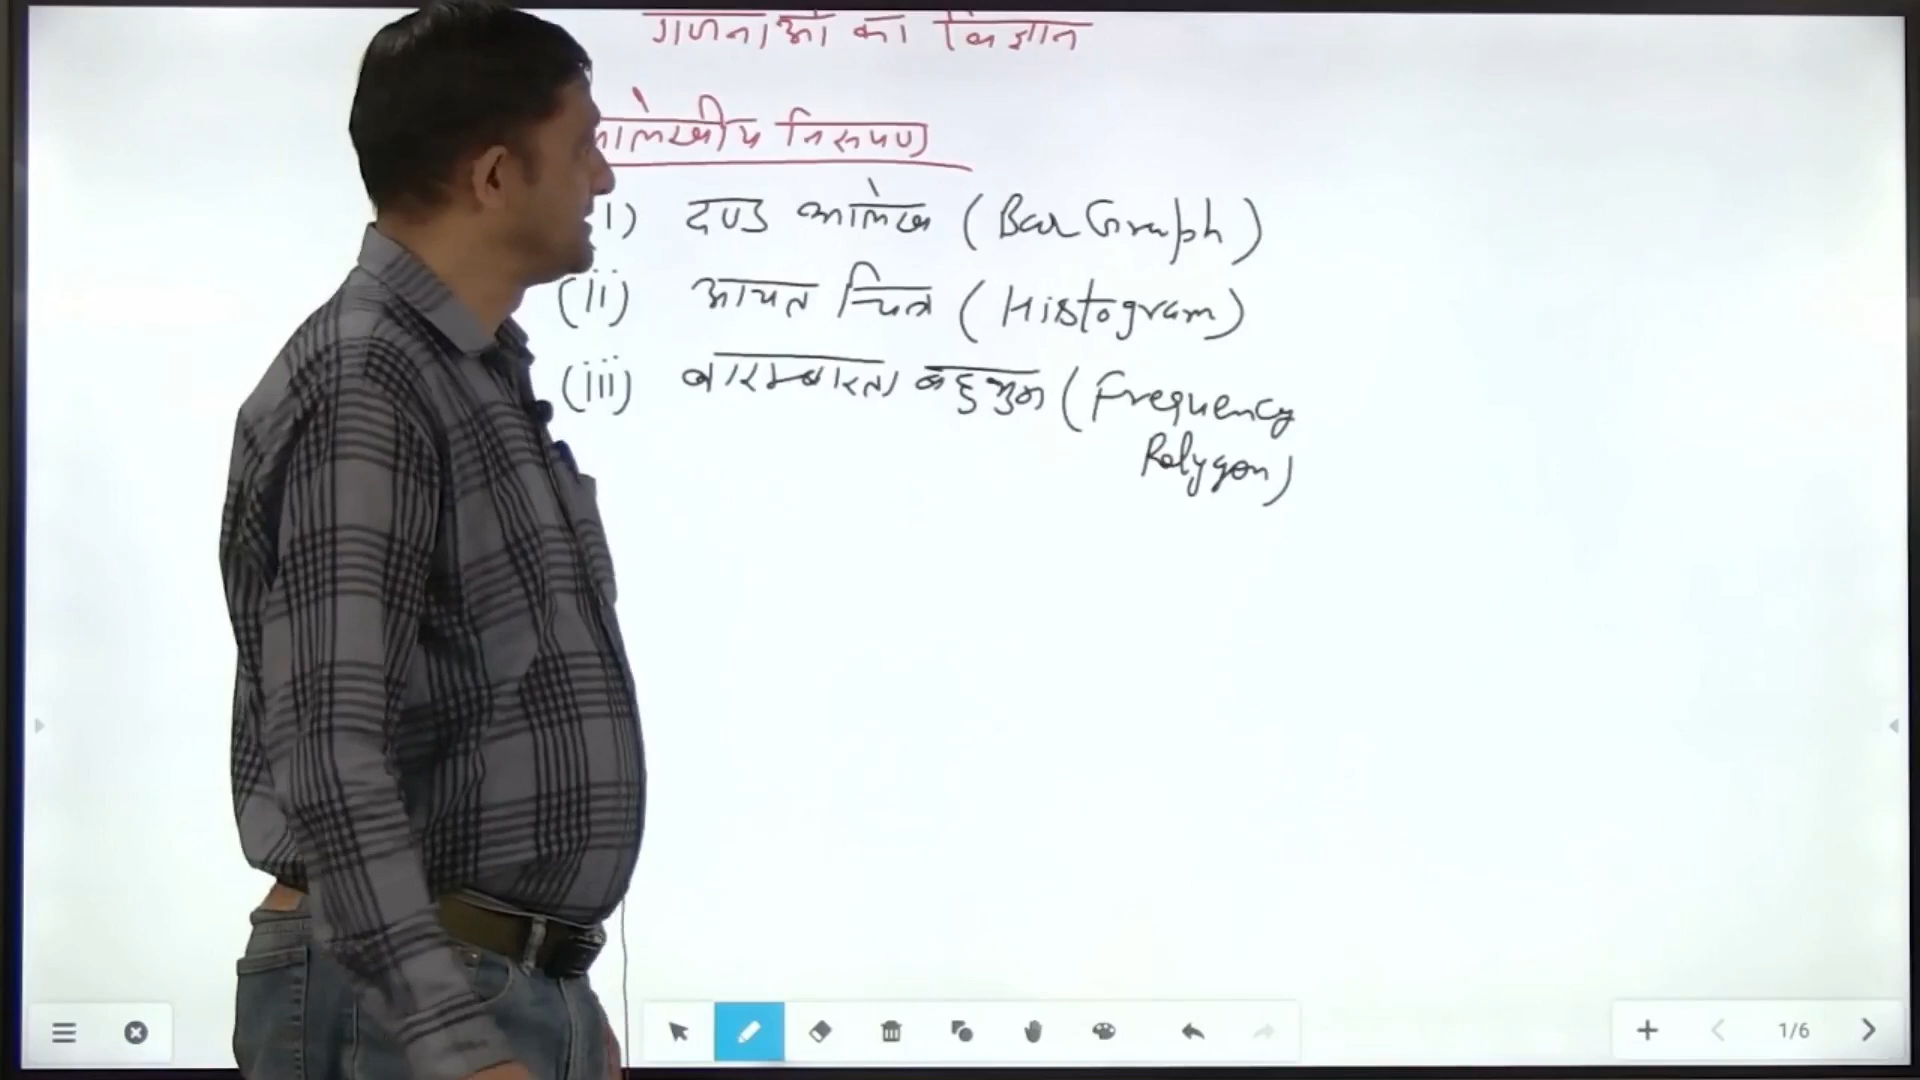 गणनाओं का विज्ञान
आलेखीय निरूपण
(i) दण्ड आलेख (Bar Graph)
(ii) आयत चित्र (Histogram)
(iii) बारम्बारता बहुभुज (Frequency
Polygon)
1/6